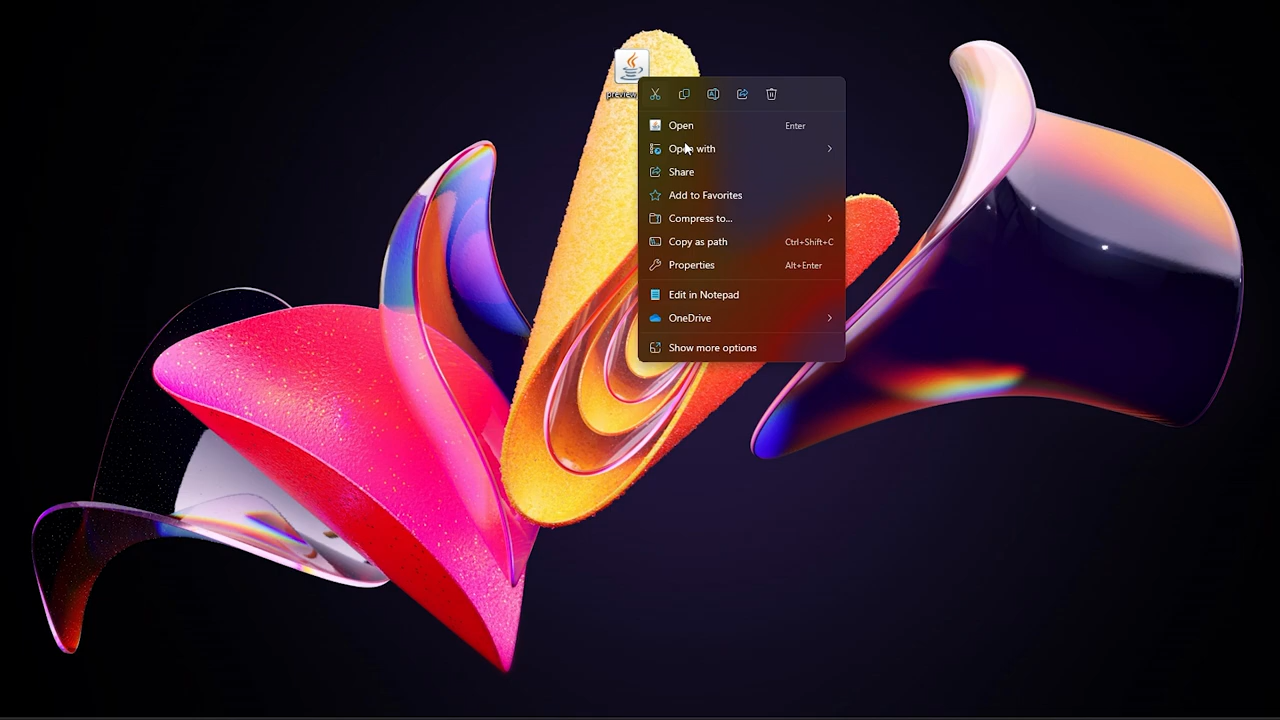 preview
Open Enter
Open with
Share
Add to Favorites
Compress to...
Copy as path Ctrl+Shift+C
Properties Alt+Enter
Edit in Notepad
OneDrive
Show more options